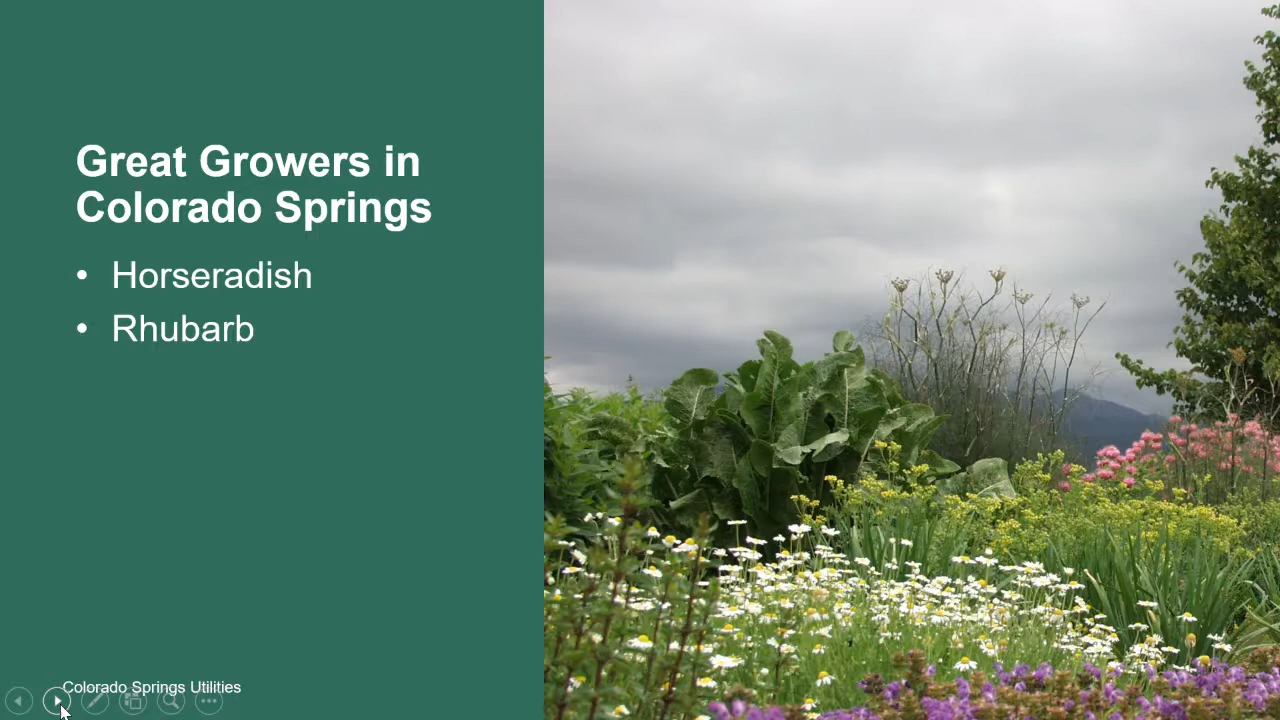 Great Growers in
Colorado Springs
• Horseradish
• Rhubarb
Colorado Springs Utilities